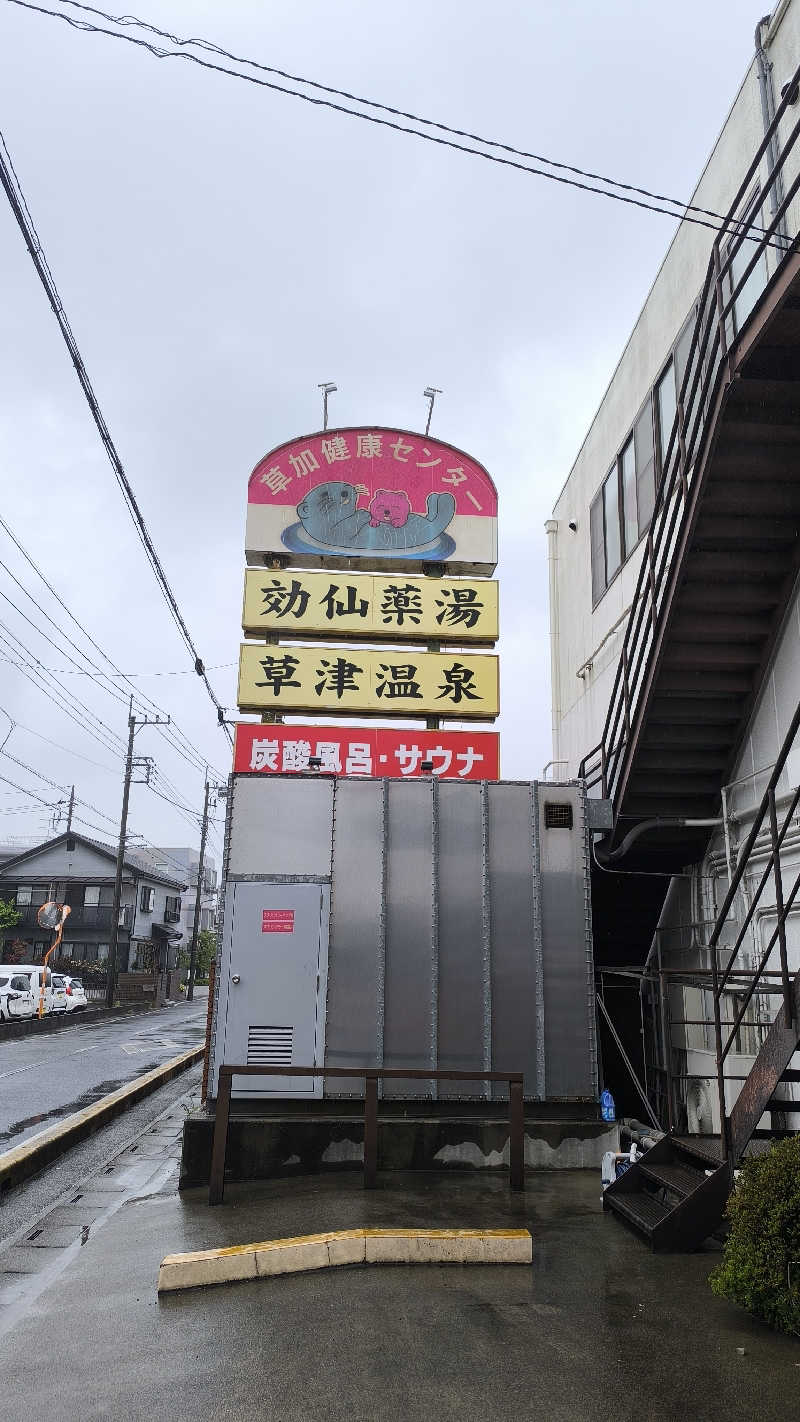 草加健康センター
効仙薬湯
草津温泉
炭酸風呂・サウナ